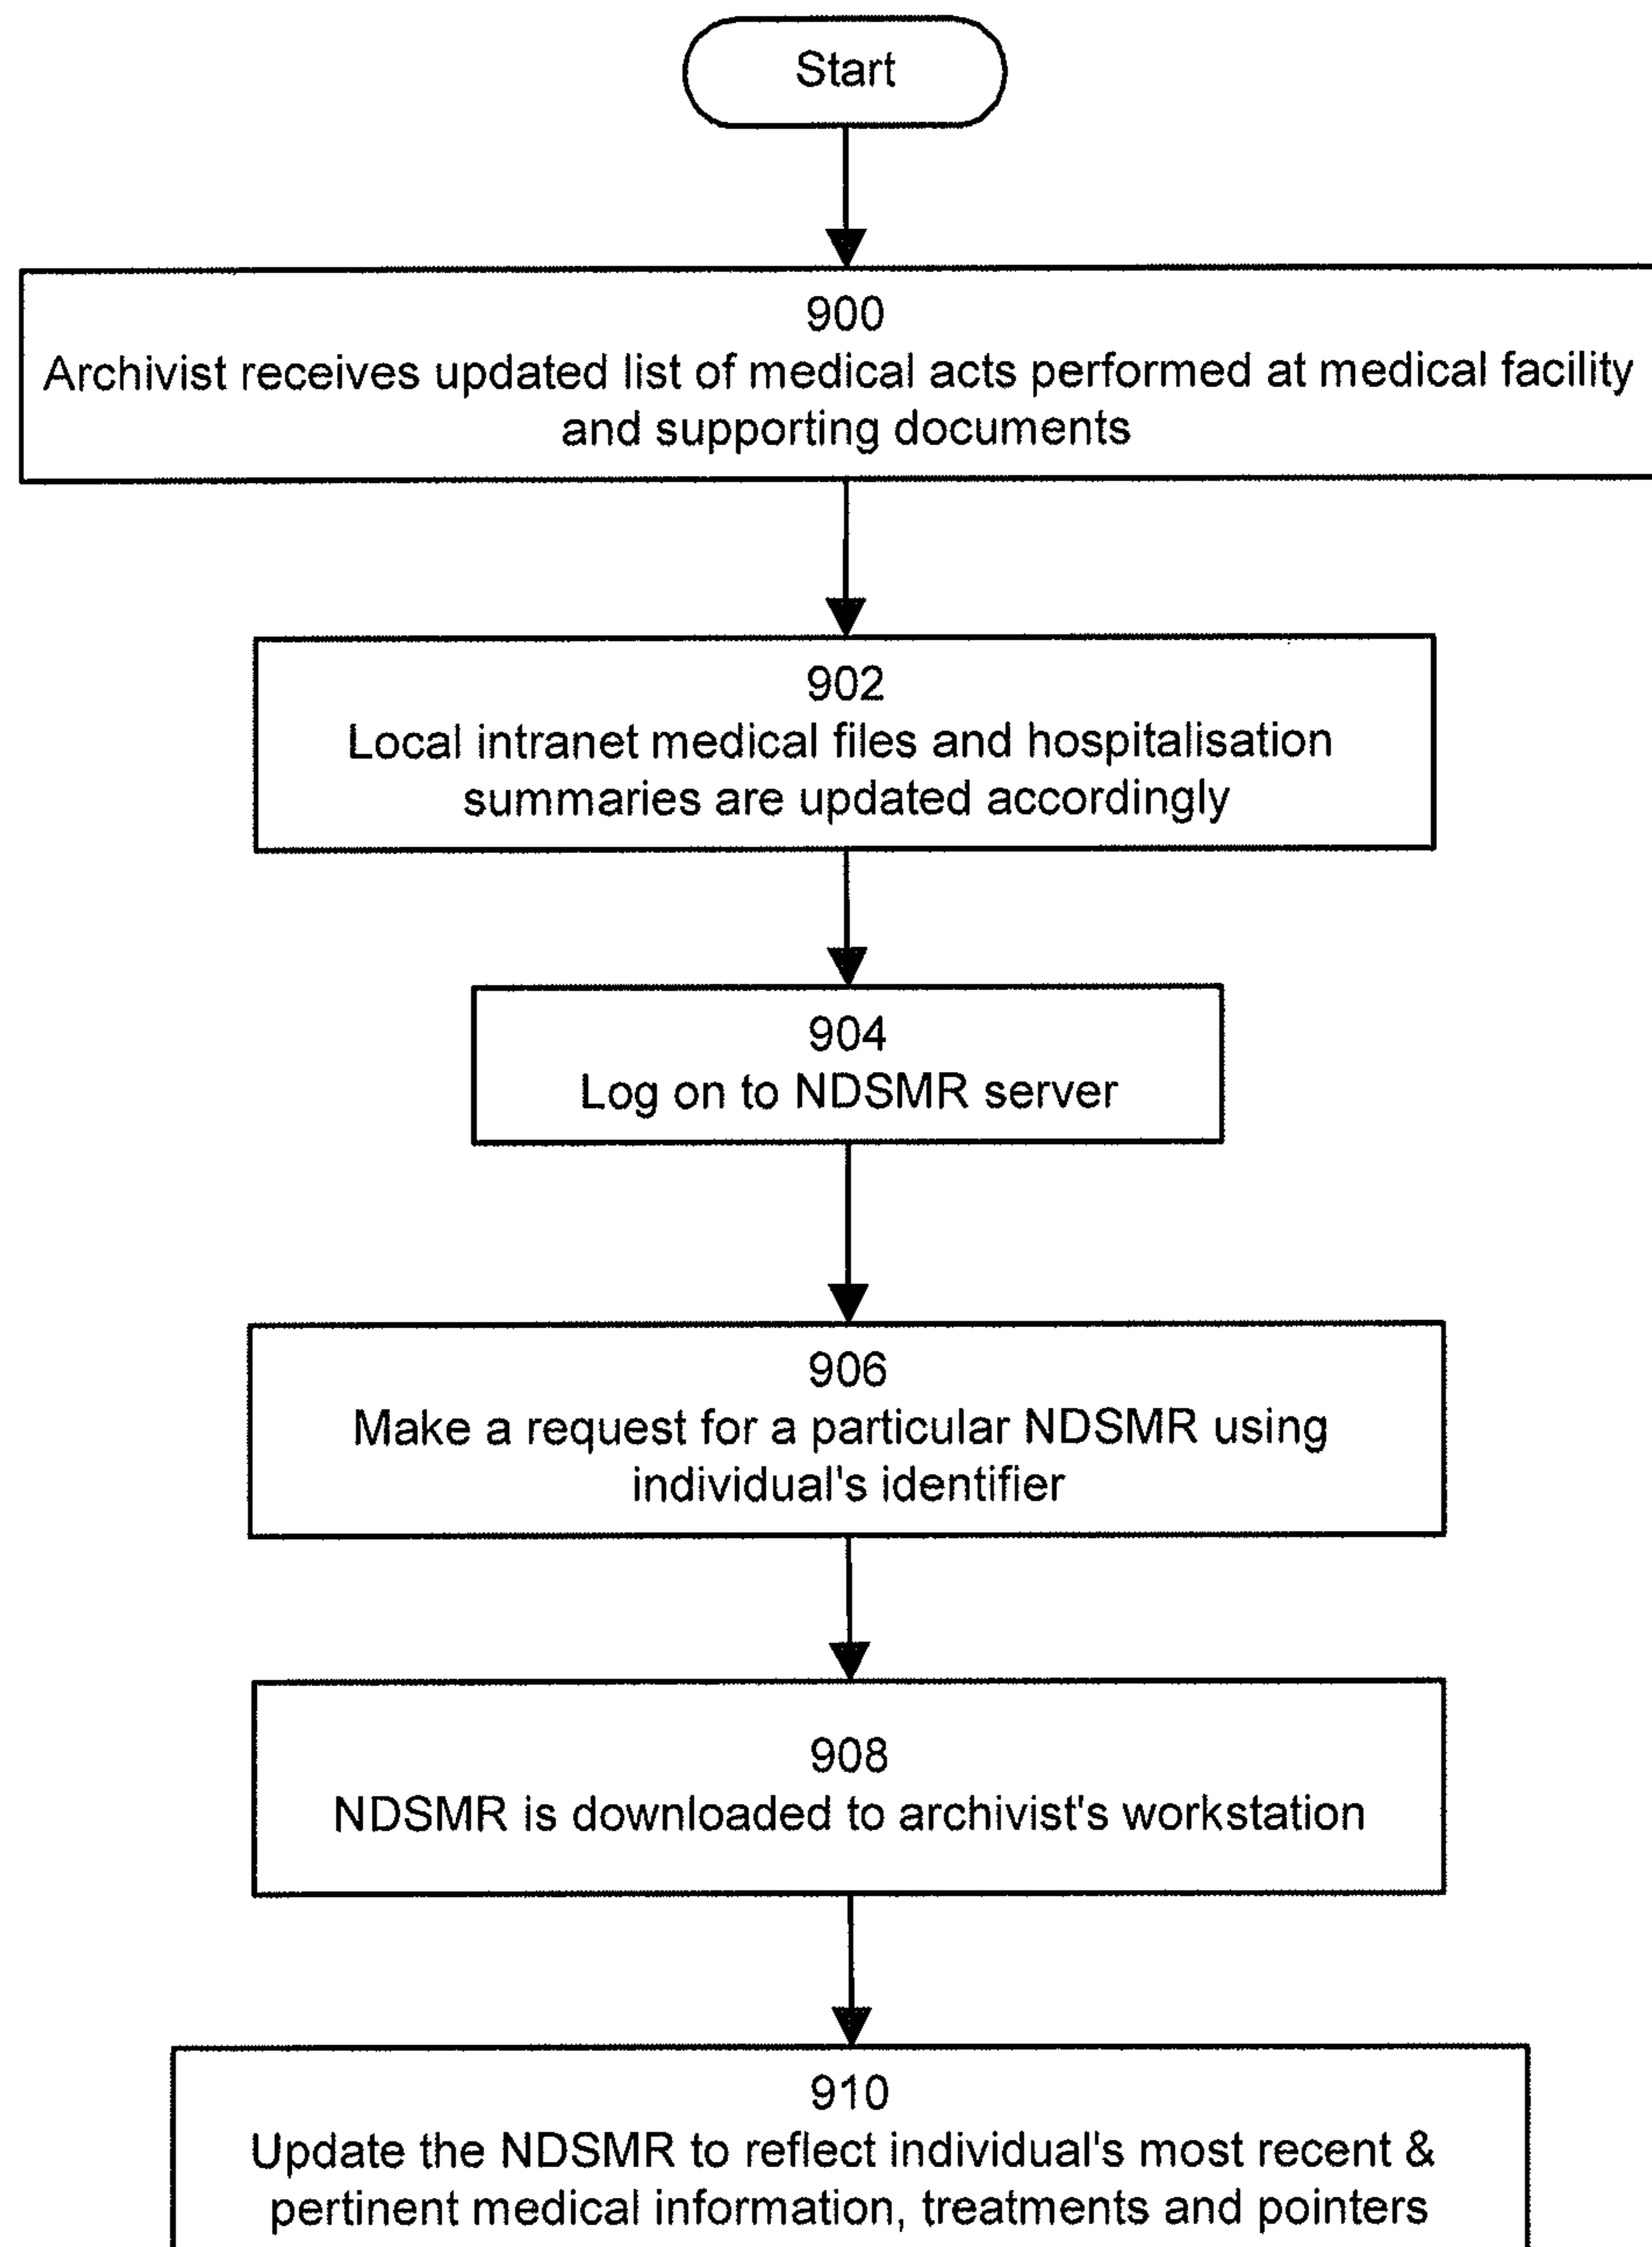 Start
900
Archivist receives updated list of medical acts performed at medical facility
and supporting documents
902
Local intranet medical files and hospitalisation
summaries are updated accordingly
904
Log on to NDSMR server
906
Make a request for a particular NDSMR using
individual's identifier
908
NDSMR is downloaded to archivist's workstation
910
Update the NDSMR to reflect individual's most recent &
pertinent medical information, treatments and pointers